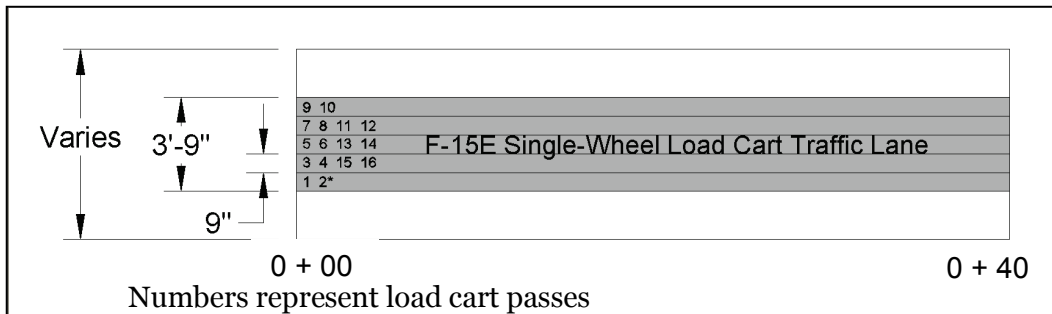 9 10
7 8 11 12
Varies
3'-9"
5 6 13 14
F-15E Single-Wheel Load Cart Traffic Lane
3 4 15 16
1 2*
9"
0 + 00
0 + 40
Numbers represent load cart passes